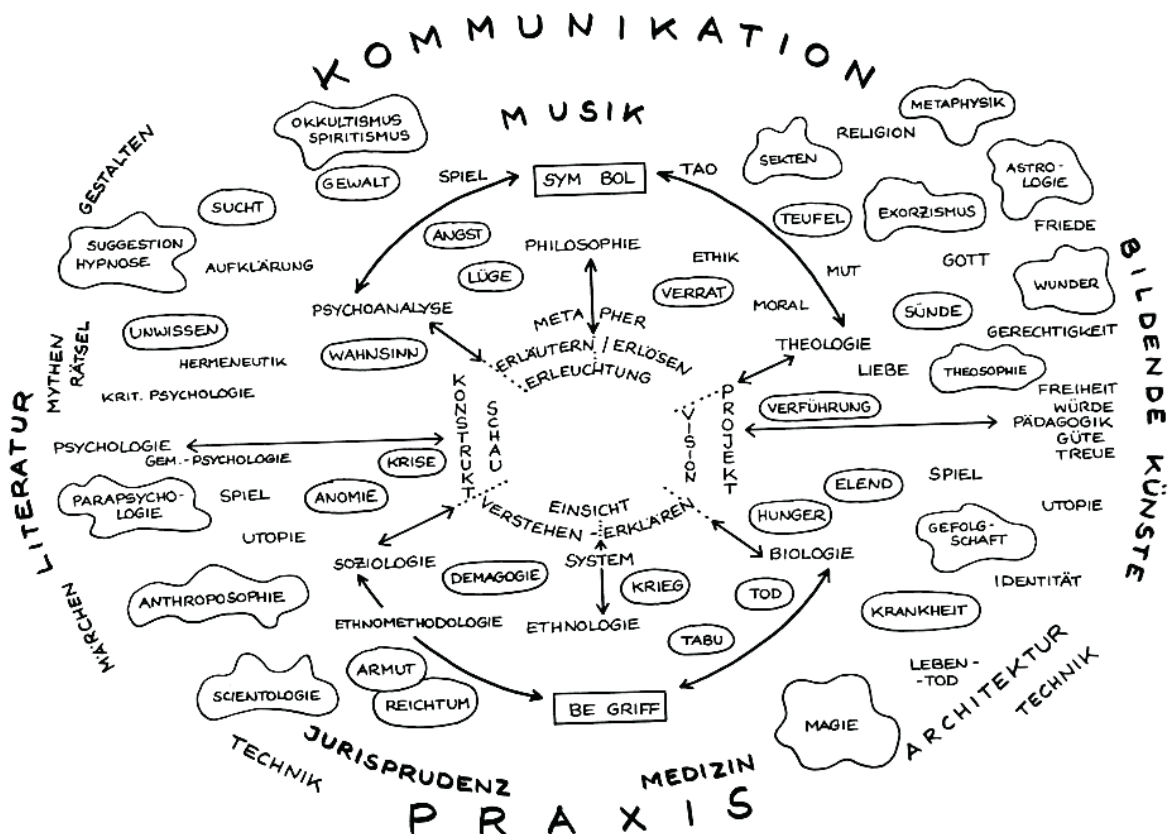 KOMMUNIKATION
MUSIK
OKKULTISMUS
SPIRITISMUS
METAPHYSIK
RELIGION
SEKTEN
GESTALTEN
GEWALT
SPIEL
SYM BOL
TAO
ASTRO-
LOGIE
SUCHT
TEUFEL
EXORZISMUS
FRIEDE
SUGGESTION
HYPNOSE
ANGST
PHILOSOPHIE
ETHIK
AUFKLÄRUNG
LÜGE
VERRAT
MUT
GOTT
WUNDER
BILDENDE KÜNSTE
PSYCHOANALYSE
META PHER
MORAL
SÜNDE
GERECHTIGKEIT
UNWISSEN
WAHNSINN
ERLÄUTERN / ERLÖSEN
ERLEUCHTUNG
THEOLOGIE
MYTHEN
RÄTSEL
HERMENEUTIK
LIEBE
THEOSOPHIE
KRIT. PSYCHOLOGIE
KONSTRUKT
SCHAU
VISION
PROJEKT
VERFÜHRUNG
FREIHEIT
WÜRDE
PÄDAGOGIK
GÜTE
TREUE
LITERATUR
PSYCHOLOGIE
GEM.-PSYCHOLOGIE
KRISE
PARAPSYCHO-
LOGIE
SPIEL
ANOMIE
EINSICHT
VERSTEHEN - ERKLÄREN
ELEND
SPIEL
HUNGER
UTOPIE
UTOPIE
GEFOLG-
SCHAFT
SOZIOLOGIE
SYSTEM
BIOLOGIE
DEMAGOGIE
KRIEG
TOD
IDENTITÄT
MÄRCHEN
ANTHROPOSOPHIE
ETHNOMETHODOLOGIE
ETHNOLOGIE
TABU
KRANKHEIT
ARMUT
REICHTUM
SCIENTOLOGIE
BE GRIFF
LEBEN-
-TOD
MAGIE
ARCHITEKTUR
TECHNIK
TECHNIK
JURISPRUDENZ
MEDIZIN
PRAXIS